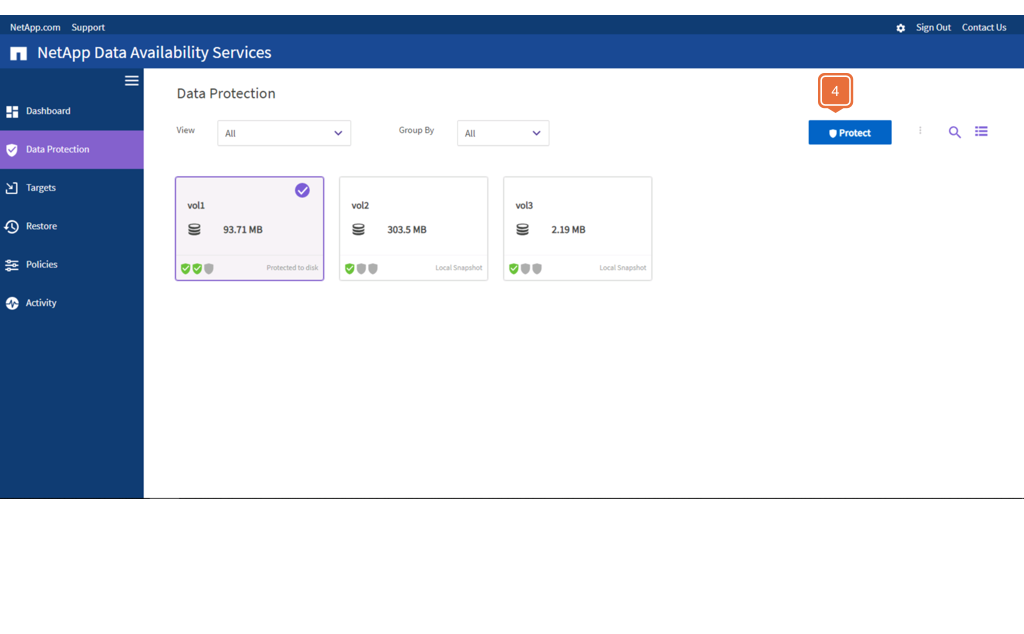 NetApp.com Support
Sign Out Contact Us
NetApp Data Availability Services
Dashboard
Data Protection
Targets
Restore
Policies
Activity
Data Protection
4
View All
Group By All
Protect
vol1
93.71 MB
Protected to disk
vol2
303.5 MB
Local Snapshot
vol3
2.19 MB
Local Snapshot